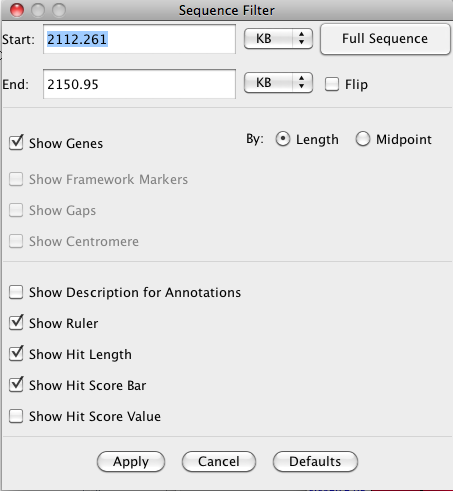 Sequence Filter
Start: 2112.261 KB Full Sequence
End: 2150.95 KB Flip
Show Genes By: Length Midpoint
Show Framework Markers
Show Gaps
Show Centromere
Show Description for Annotations
Show Ruler
Show Hit Length
Show Hit Score Bar
Show Hit Score Value
Apply Cancel Defaults